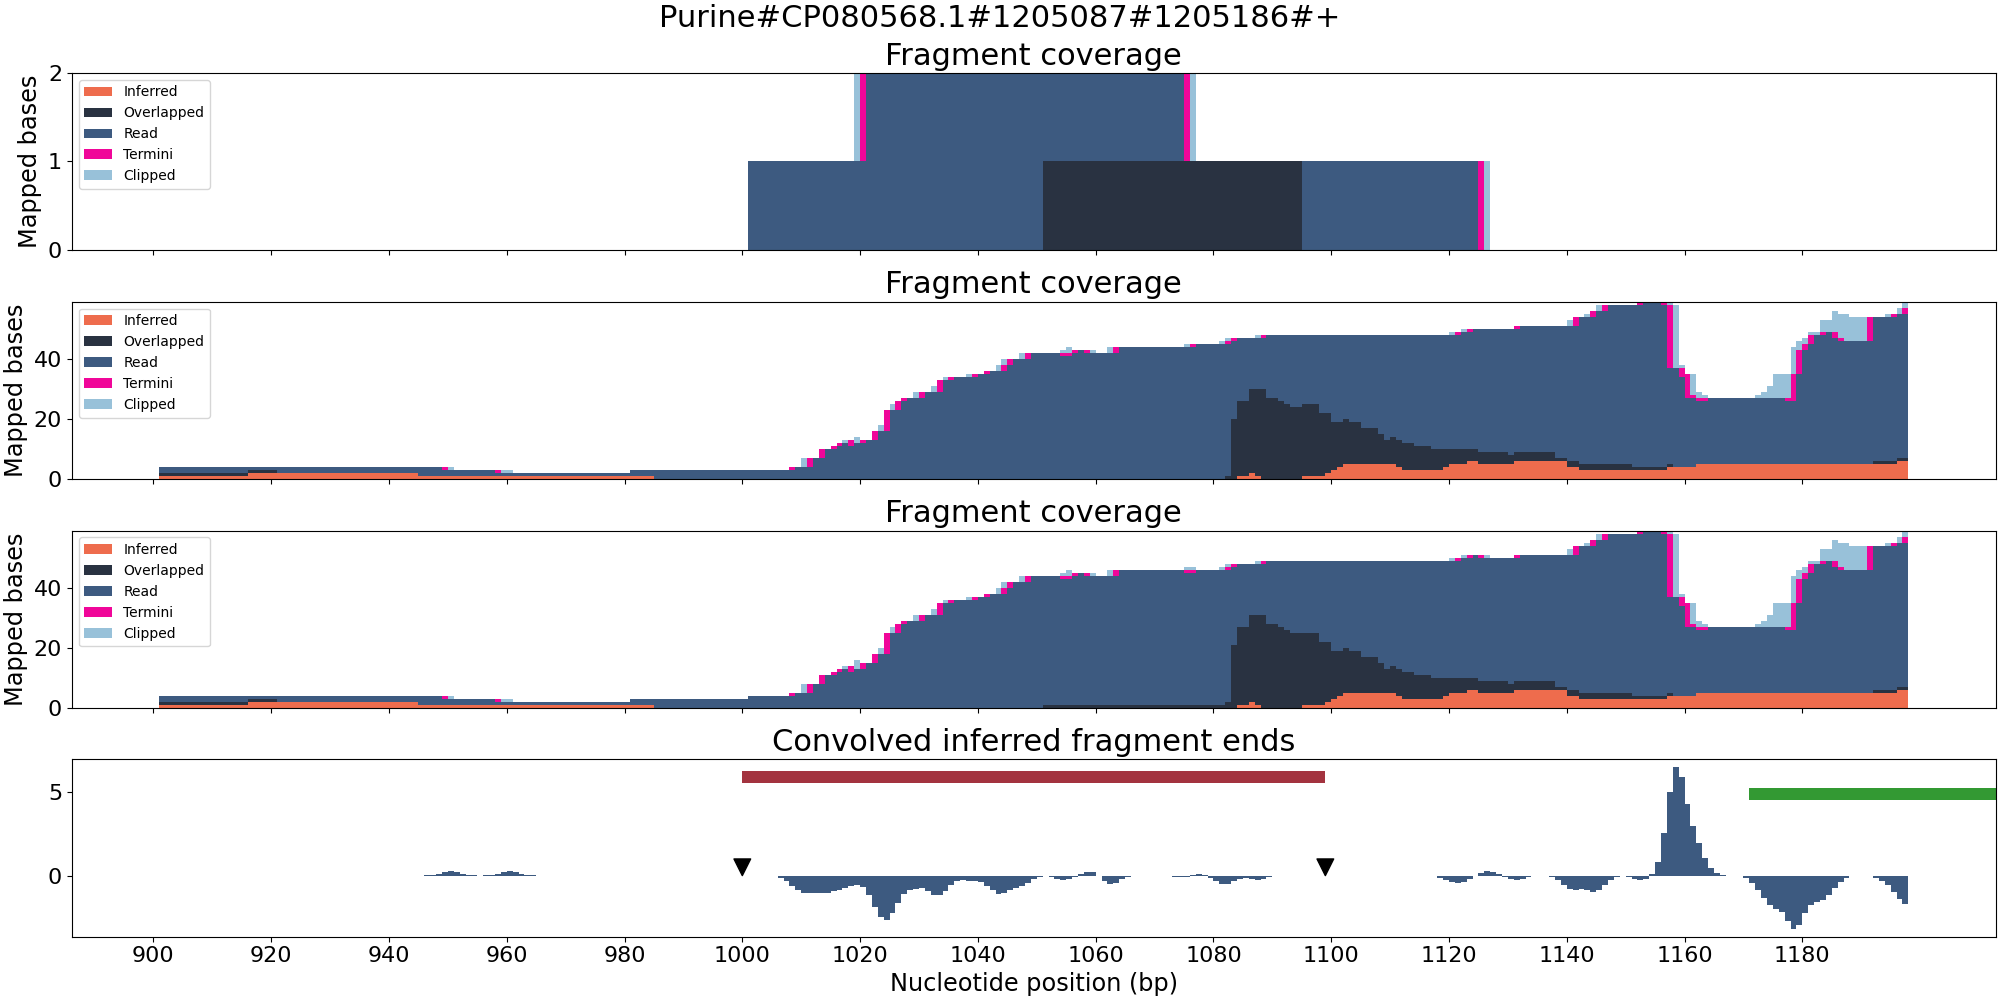 Purine#CP080568.1#1205087#1205186#+
Fragment coverage
Mapped bases
2
1
0
Inferred
Overlapped
Read
Termini
Clipped
Fragment coverage
Mapped bases
40
20
0
Inferred
Overlapped
Read
Termini
Clipped
Fragment coverage
Mapped bases
40
20
0
Inferred
Overlapped
Read
Termini
Clipped
Convolved inferred fragment ends
5
0
900 920 940 960 980 1000 1020 1040 1060 1080 1100 1120 1140 1160 1180
Nucleotide position (bp)